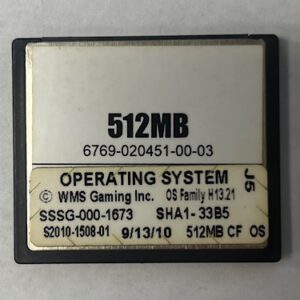 512MB
6769-020451-00-03
OPERATING SYSTEM
© WMS Gaming Inc. OS Family H13.21
SSSG-000-1673 SHA1-33B5
S2010-1508-01 9/13/10 512MB CF OS
J5